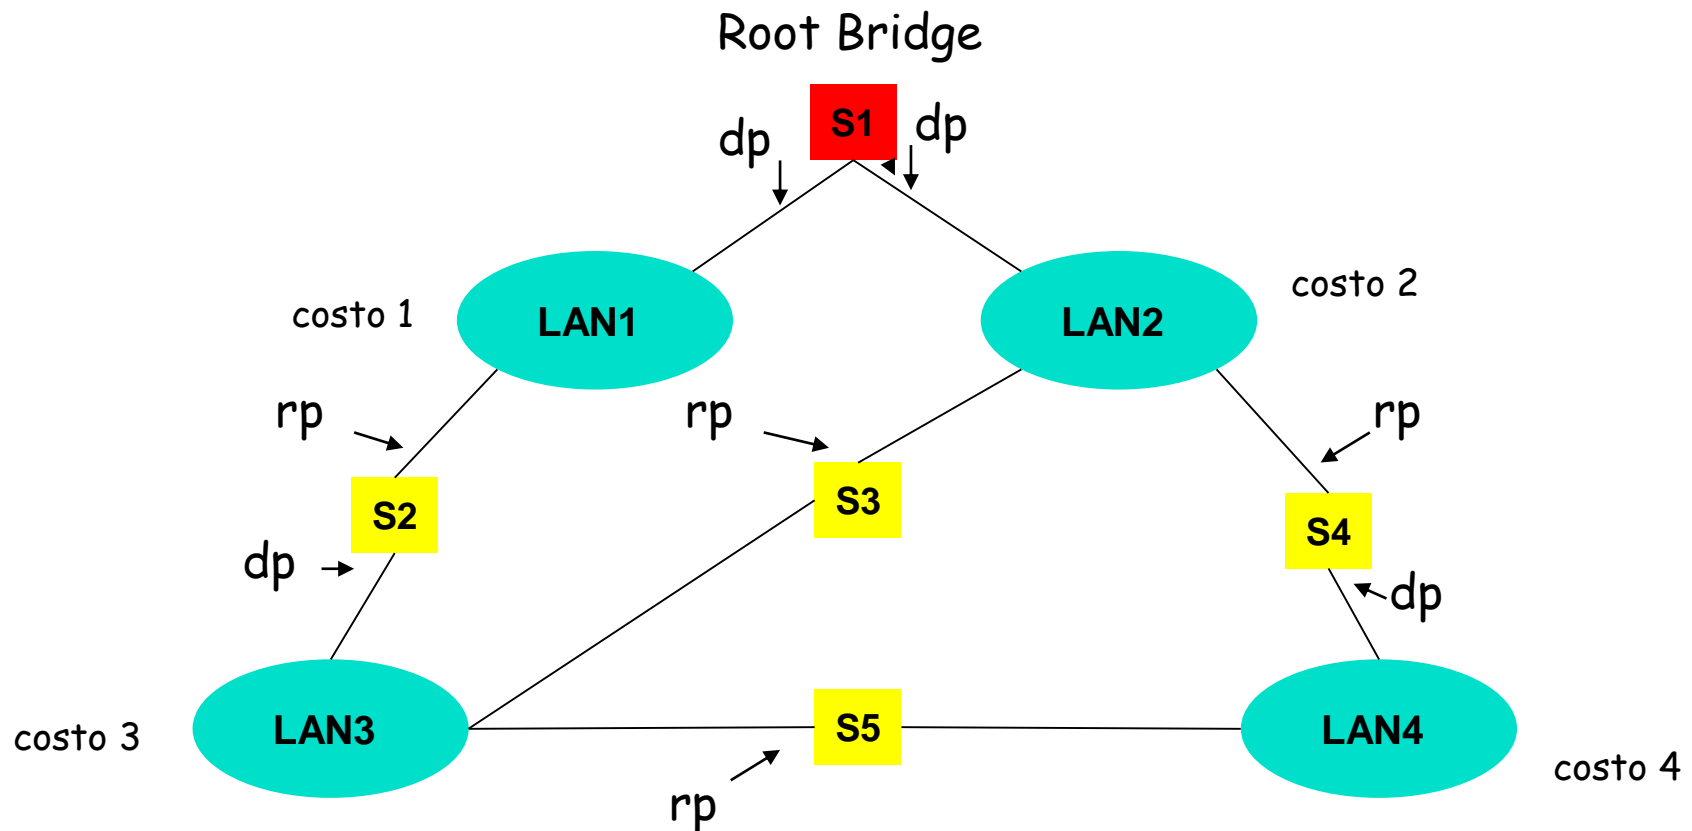 Root Bridge
S1
dp
dp
costo 1
LAN1
LAN2
costo 2
rp
rp
rp
S2
S3
S4
dp
dp
costo 3
LAN3
S5
LAN4
costo 4
rp